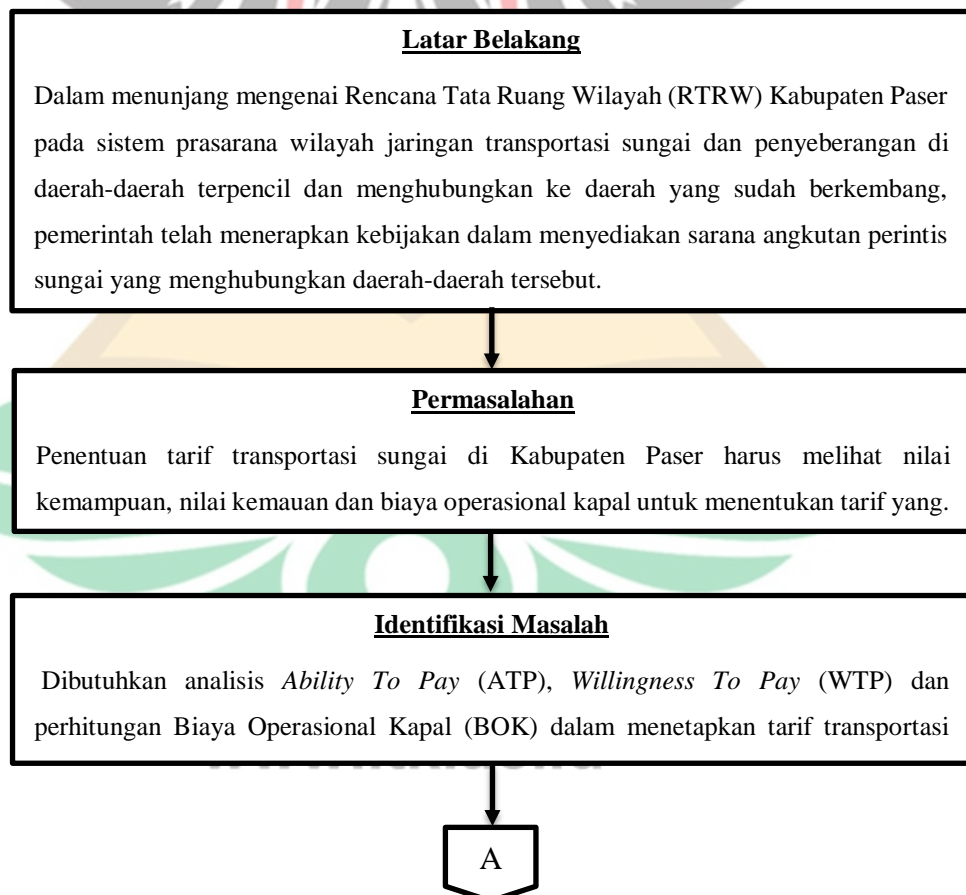 Latar Belakang
Dalam menunjang mengenai Rencana Tata Ruang Wilayah (RTRW) Kabupaten Paser
pada sistem prasarana wilayah jaringan transportasi sungai dan penyeberangan di
daerah-daerah terpencil dan menghubungkan ke daerah yang sudah berkembang,
pemerintah telah menerapkan kebijakan dalam menyediakan sarana angkutan perintis
sungai yang menghubungkan daerah-daerah tersebut.
Permasalahan
Penentuan tarif transportasi sungai di Kabupaten Paser harus melihat nilai
kemampuan, nilai kemauan dan biaya operasional kapal untuk menentukan tarif yang.
Identifikasi Masalah
Dibutuhkan analisis Ability To Pay (ATP), Willingness To Pay (WTP) dan
perhitungan Biaya Operasional Kapal (BOK) dalam menetapkan tarif transportasi
A